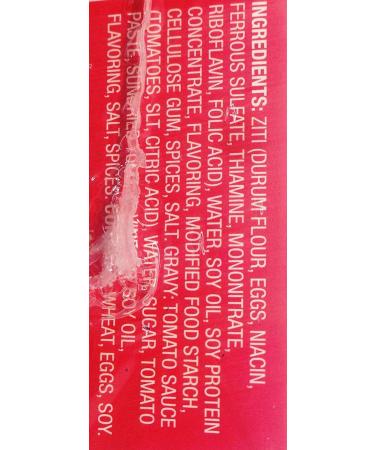 INGREDIENTS: ZITI (DURUM FLOUR, EGGS, NIACIN,
FERROUS SULFATE, THIAMINE, MONONITRATE,
RIBOFLAVIN, FOLIC ACID), WATER, SOY OIL, SOY PROTEIN
CONCENTRATE, FLAVORING, MODIFIED FOOD STARCH,
CELLULOSE GUM, SPICES, SALT. GRAVY: TOMATO SAUCE
(TOMATOES, SLT, CITRIC ACID), WATER, SUGAR, TOMATO
PASTE, SOY OIL,
FLAVORING, SALT, SPICES WHEAT, EGGS, SOY.